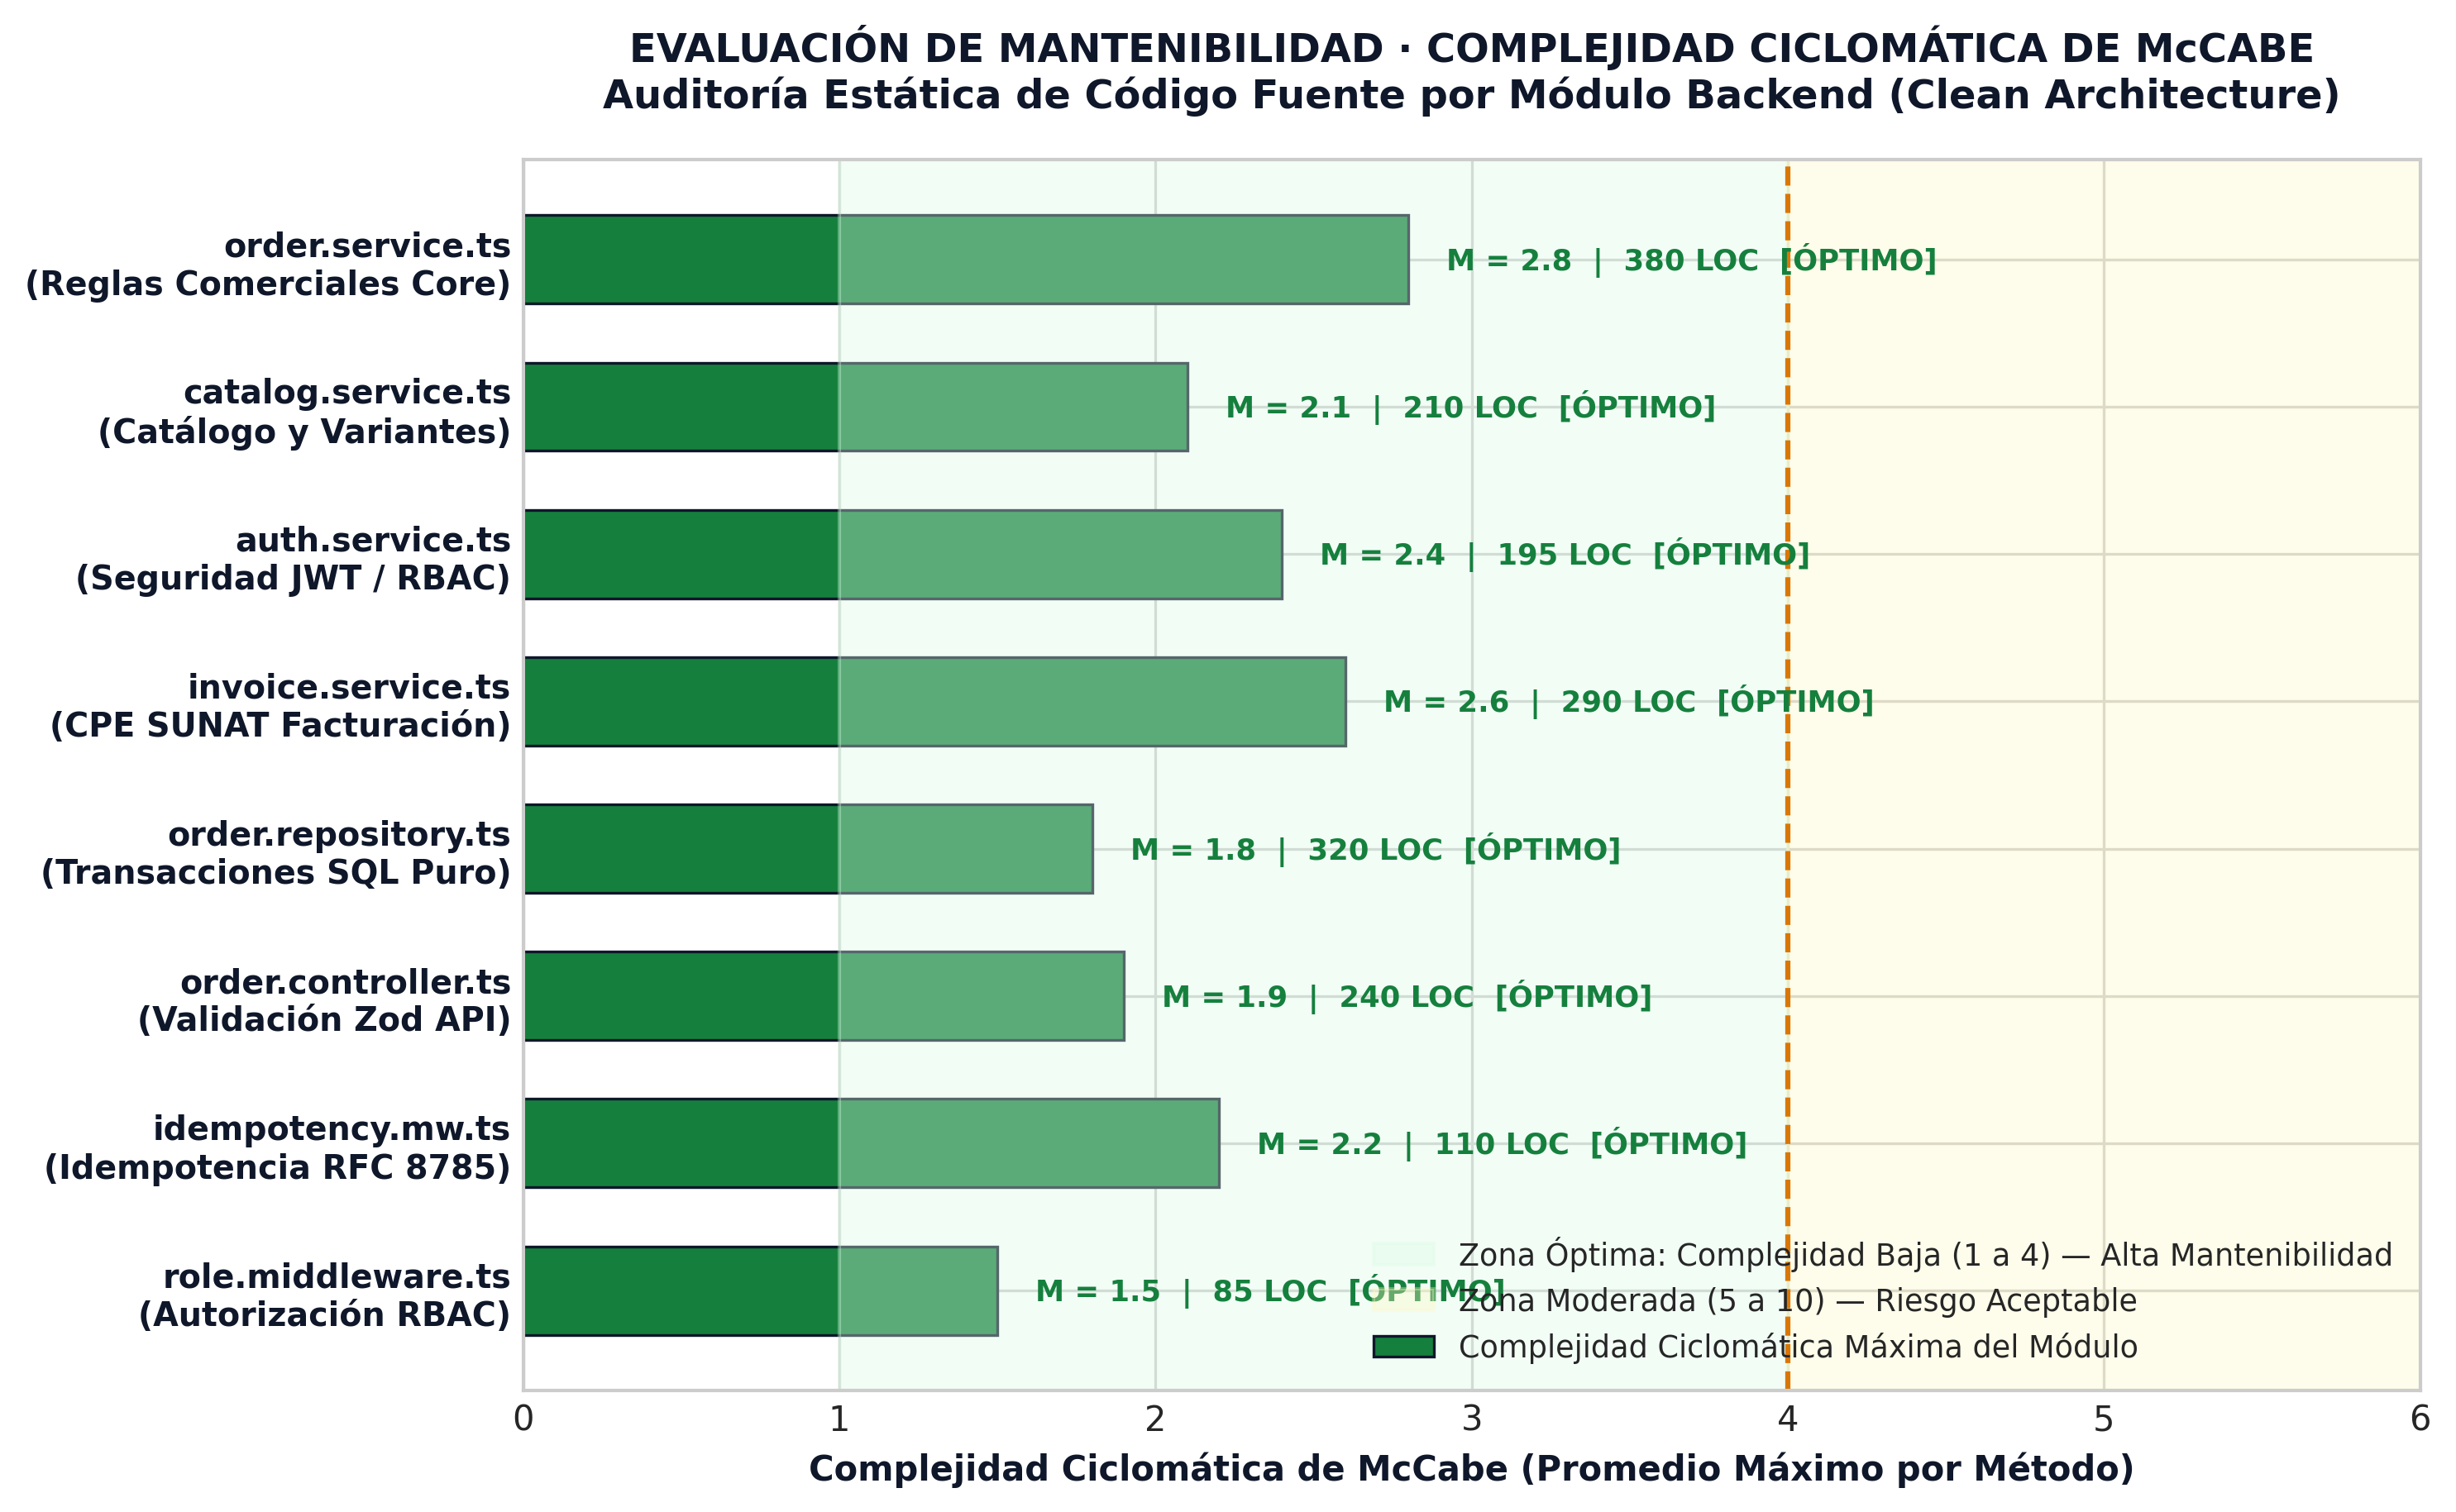 EVALUACIÓN DE MANTENIBILIDAD · COMPLEJIDAD CICLOMÁTICA DE McCABE
Auditoría Estática de Código Fuente por Módulo Backend (Clean Architecture)
order.service.ts
(Reglas Comerciales Core)
M = 2.8 | 380 LOC [ÓPTIMO]
catalog.service.ts
(Catálogo y Variantes)
M = 2.1 | 210 LOC [ÓPTIMO]
auth.service.ts
(Seguridad JWT / RBAC)
M = 2.4 | 195 LOC [ÓPTIMO]
invoice.service.ts
(CPE SUNAT Facturación)
M = 2.6 | 290 LOC [ÓPTIMO]
order.repository.ts
(Transacciones SQL Puro)
M = 1.8 | 320 LOC [ÓPTIMO]
order.controller.ts
(Validación Zod API)
M = 1.9 | 240 LOC [ÓPTIMO]
idempotency.mw.ts
(Idempotencia RFC 8785)
M = 2.2 | 110 LOC [ÓPTIMO]
role.middleware.ts
(Autorización RBAC)
M = 1.5 | 85 LOC [ÓPTIMO]
Zona Óptima: Complejidad Baja (1 a 4) — Alta Mantenibilidad
Zona Moderada (5 a 10) — Riesgo Aceptable
Complejidad Ciclomática Máxima del Módulo
0 1 2 3 4 5 6
Complejidad Ciclomática de McCabe (Promedio Máximo por Método)